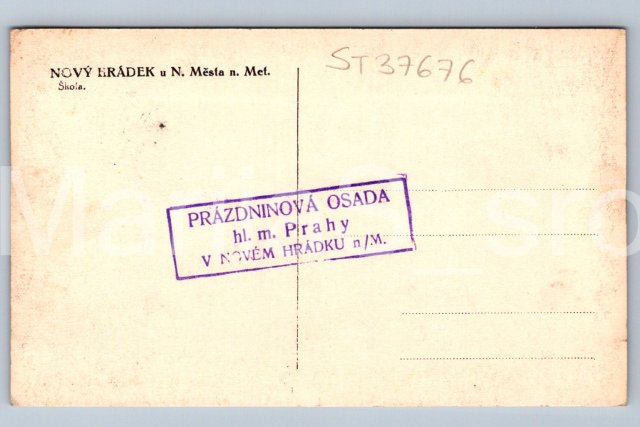 NOVÝ HRÁDEK u N. Města n. Met.
Škola.
ST37676
PRÁZDNINOVÁ OSADA
hl. m. Prahy
V NOVÉM HRÁDKU n/M.